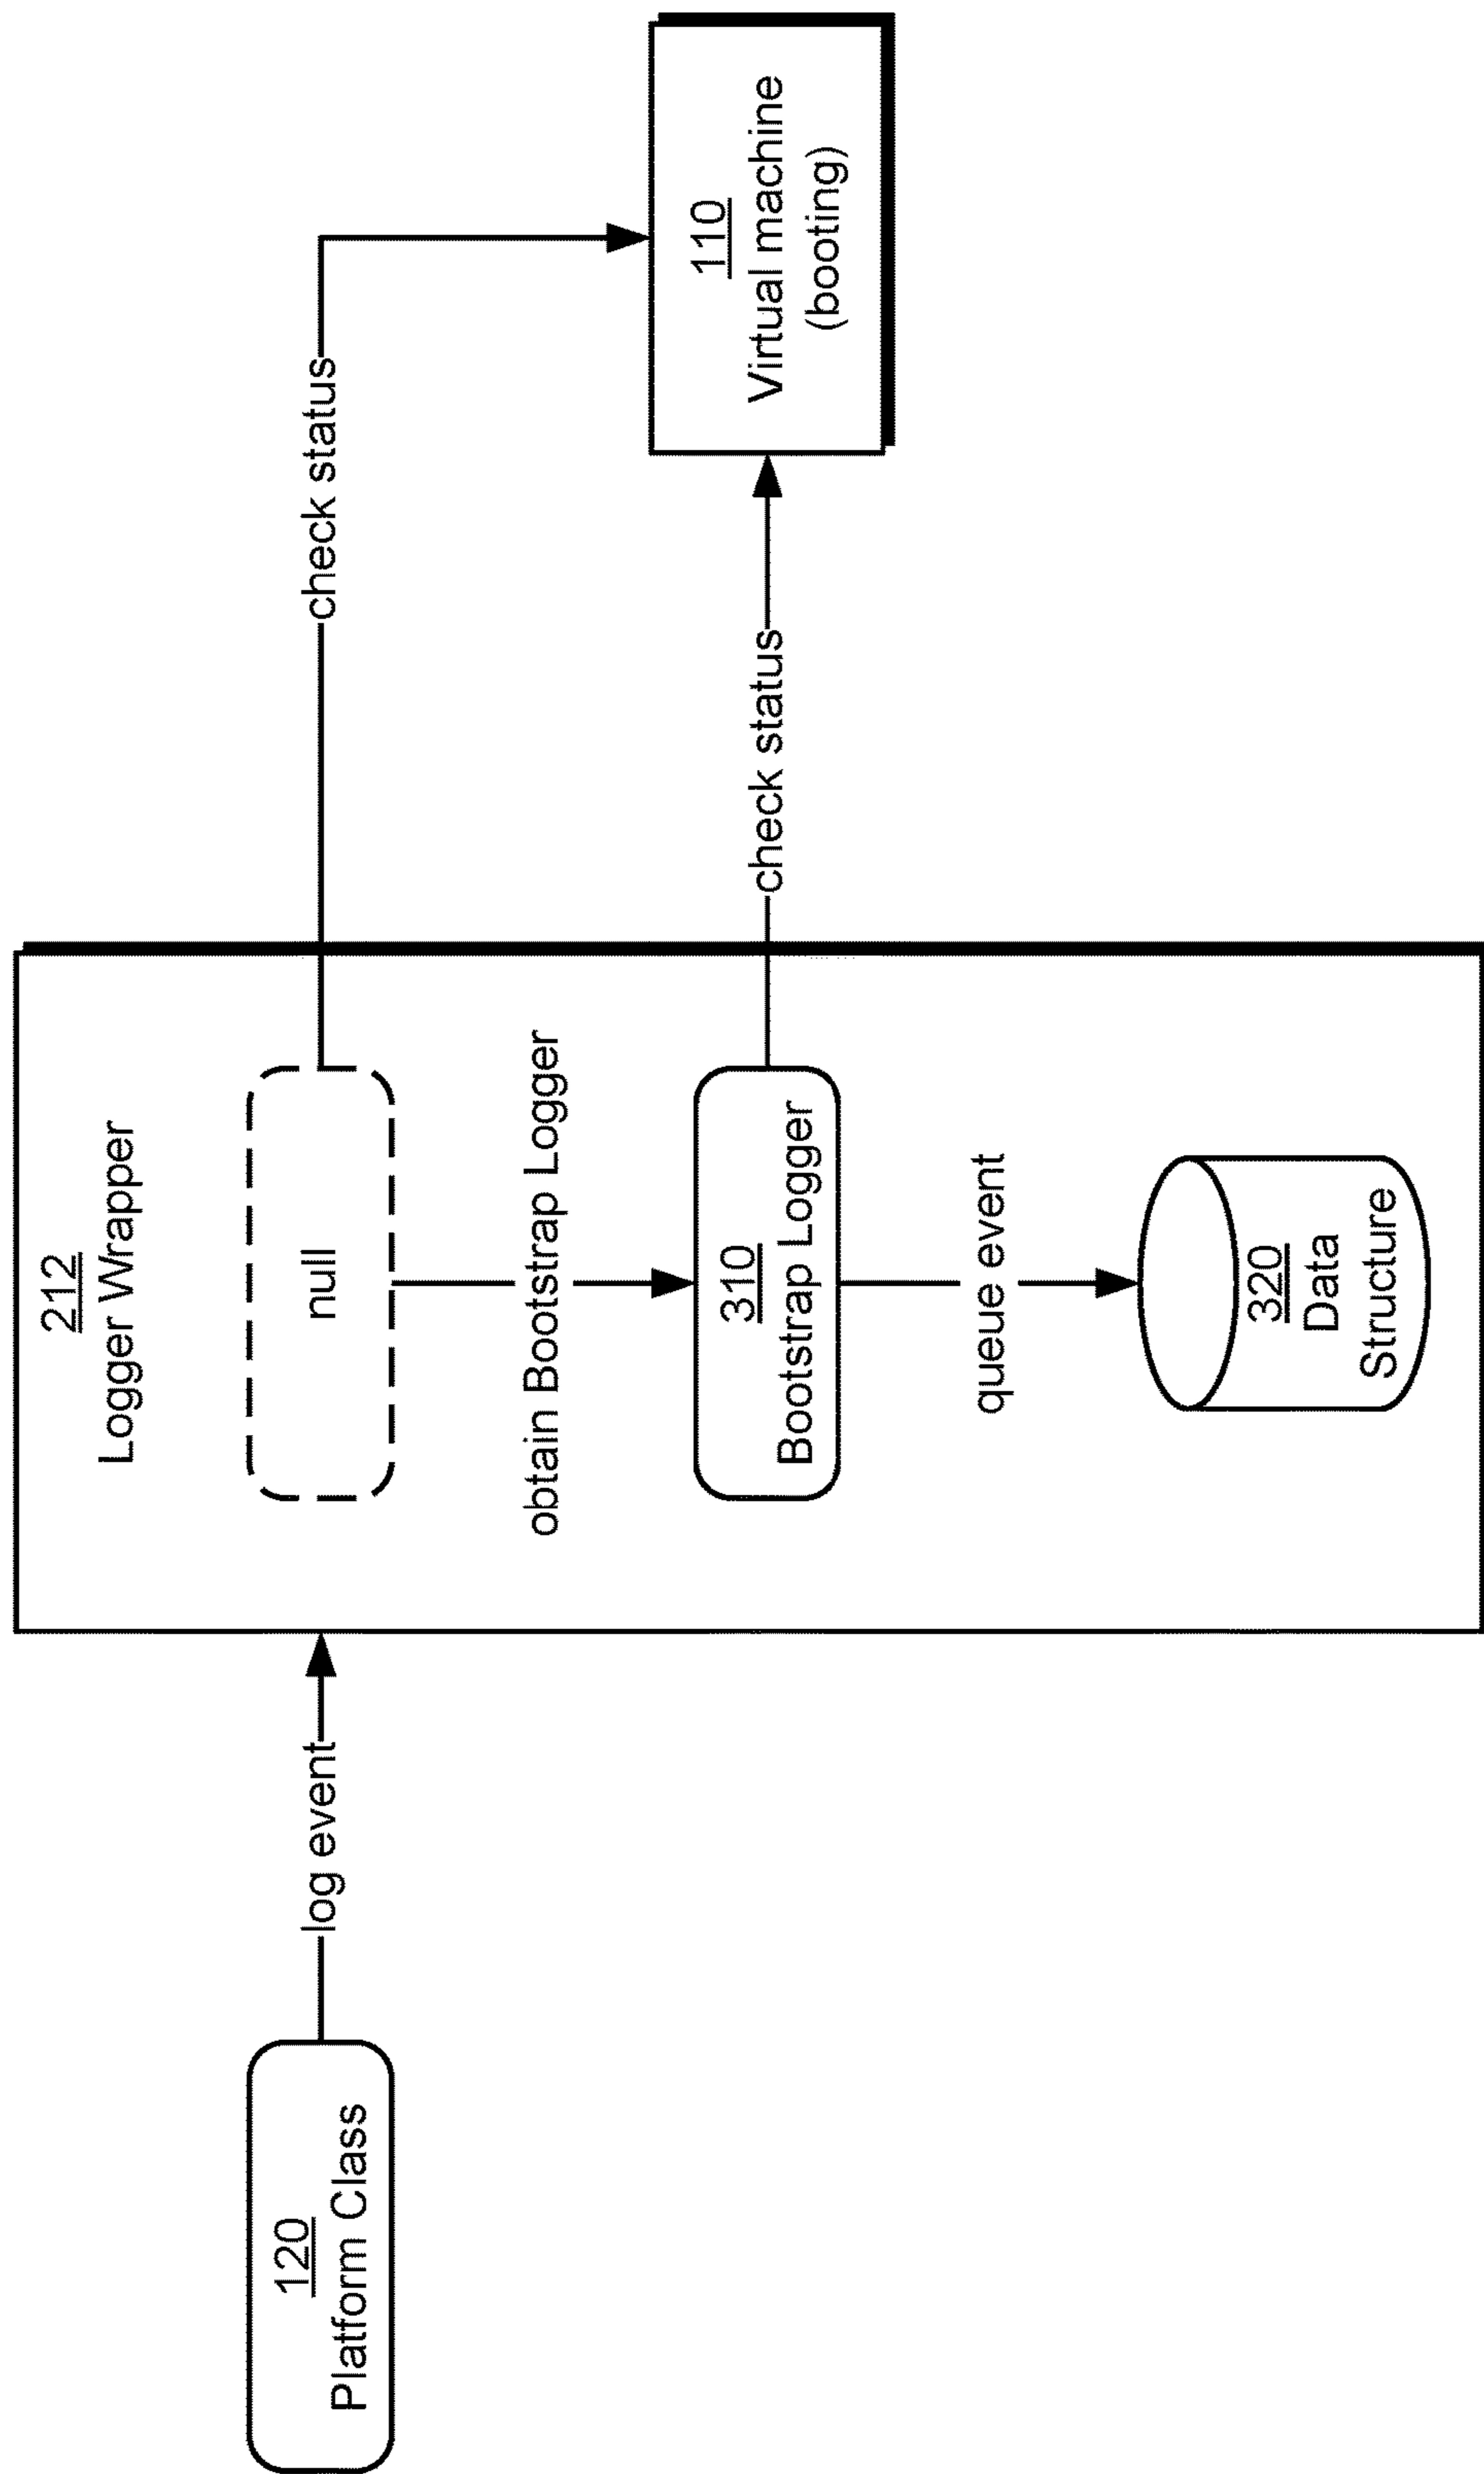 120
Platform Class
log event
212
Logger Wrapper
null
obtain Bootstrap Logger
310
Bootstrap Logger
queue event
320
Data
Structure
check status
check status
110
Virtual machine
(booting)